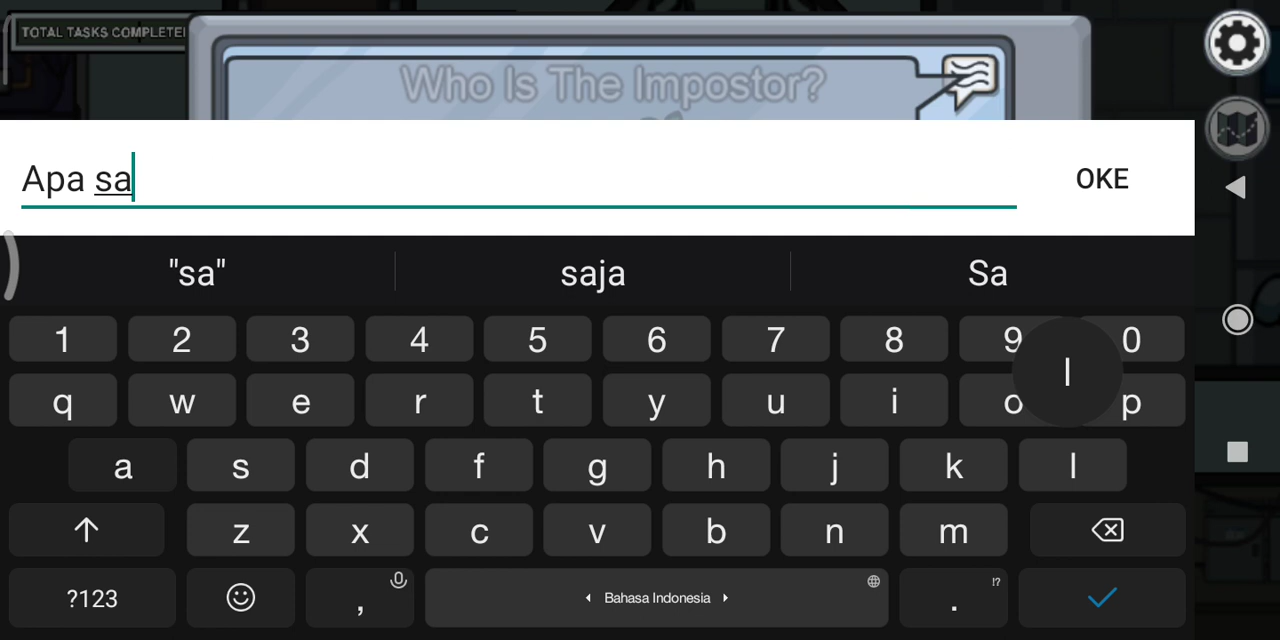 TOTAL TASKS COMPLETE
Who Is The Impostor?
Apa sa
OKE
"sa" saja Sa
1 2 3 4 5 6 7 8 9 0
l
q w e r t y u i o p
a s d f g h j k l
z x c v b n m
!?
?123 , Bahasa Indonesia .